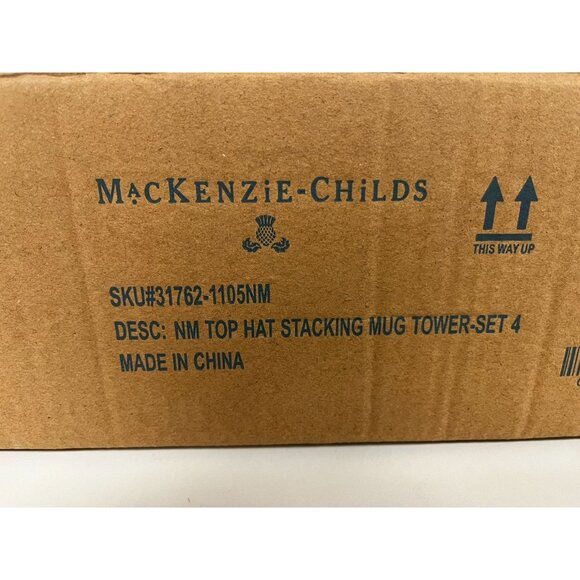 MACKENZiE-CHiLDS
THIS WAY UP
SKU#31762-1105NM
DESC: NM TOP HAT STACKING MUG TOWER-SET 4
MADE IN CHINA